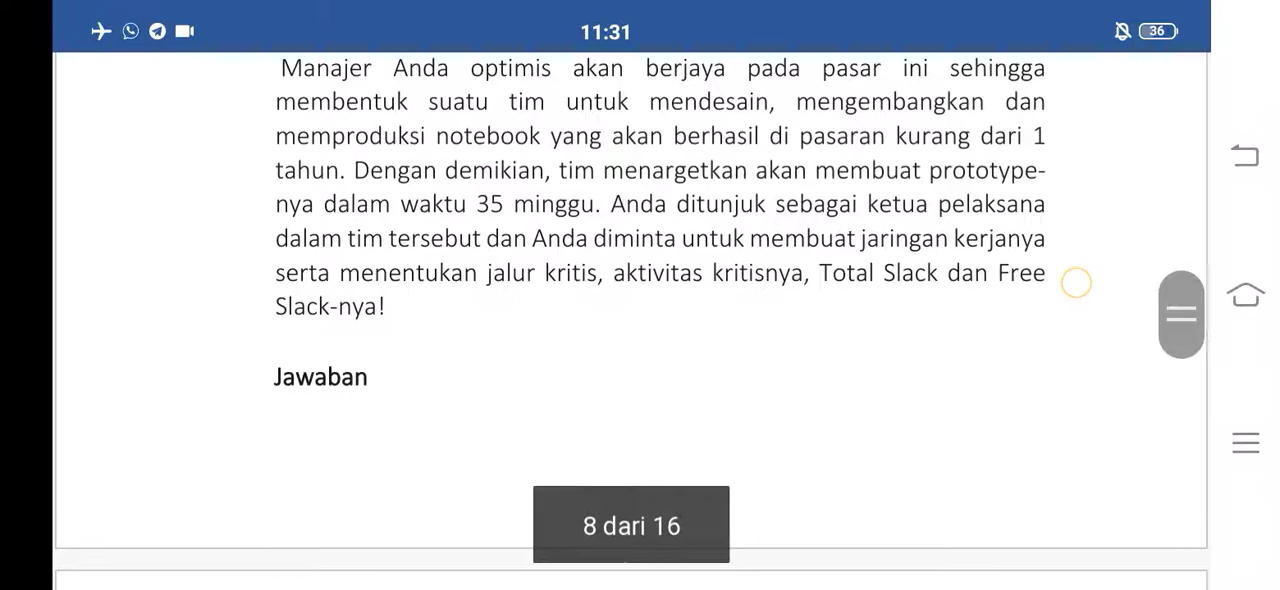 11:31
36
Manajer Anda optimis akan berjaya pada pasar ini sehingga
membentuk suatu tim untuk mendesain, mengembangkan dan
memproduksi notebook yang akan berhasil di pasaran kurang dari 1
tahun. Dengan demikian, tim menargetkan akan membuat prototype-
nya dalam waktu 35 minggu. Anda ditunjuk sebagai ketua pelaksana
dalam tim tersebut dan Anda diminta untuk membuat jaringan kerjanya
serta menentukan jalur kritis, aktivitas kritisnya, Total Slack dan Free
Slack-nya!
Jawaban
8 dari 16